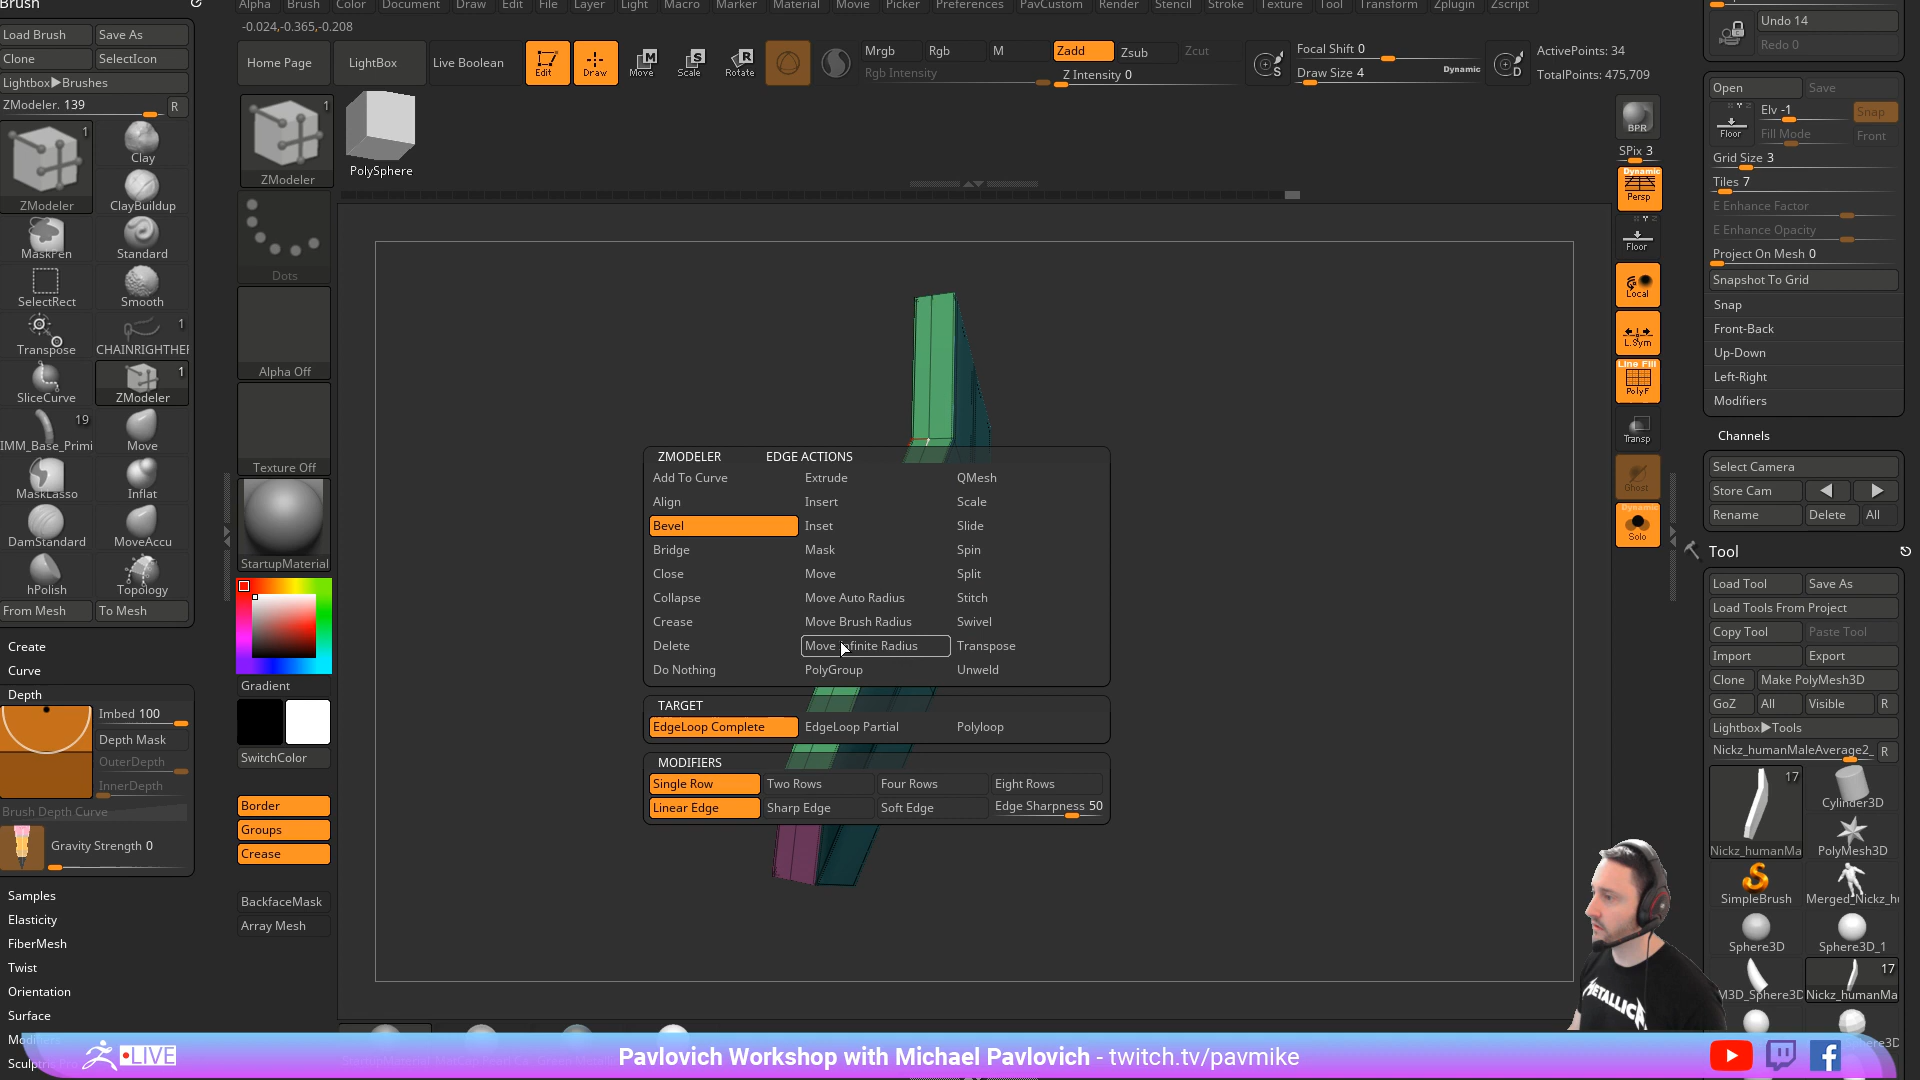 Brush
Load Brush Save As
Clone SelectIcon
Lightbox▶Brushes
ZModeler. 139 R
1
ZModeler
Clay
ClayBuildup
MaskPen Standard
SelectRect Smooth
Transpose
1
CHAINRIGHTHER
SliceCurve
1
ZModeler
19
IMM_Base_Primi Move
MaskLasso Inflat
DamStandard MoveAccu
hPolish Topology
From Mesh To Mesh
Create
Curve
Depth
Imbed 100
Depth Mask
OuterDepth
InnerDepth
Brush Depth Curve
Gravity Strength 0
Samples
Elasticity
FiberMesh
Twist
Orientation
Surface
Alpha Brush Color Document Draw Edit File Layer Light Macro Marker Material Movie Picker Preferences PavCustom Render Stencil Stroke Texture Tool Transform Zplugin Zscript
-0.024,-0.365,-0.208
Home Page LightBox Live Boolean Edit Draw Move Scale Rotate
Mrgb Rgb M Zadd Zsub Zcut
Rgb Intensity Z Intensity 0
S
Focal Shift 0
Draw Size 4 Dynamic
D
ActivePoints: 34
TotalPoints: 475,709
1
ZModeler
PolySphere
Dots
Alpha Off
Texture Off
StartupMaterial
Gradient
SwitchColor
Border
Groups
Crease
BackfaceMask
Array Mesh
ZMODELER EDGE ACTIONS
Add To Curve Extrude QMesh
Align Insert Scale
Bevel Inset Slide
Bridge Mask Spin
Close Move Split
Collapse Move Auto Radius Stitch
Crease Move Brush Radius Swivel
Delete Move Infinite Radius Transpose
Do Nothing PolyGroup Unweld
TARGET
EdgeLoop Complete EdgeLoop Partial Polyloop
MODIFIERS
Single Row Two Rows Four Rows Eight Rows
Linear Edge Sharp Edge Soft Edge Edge Sharpness 50
BPR
SPix 3
Dynamic
Persp
Floor
Local
L.Sym
Line Fill
PolyF
Transp
Ghost
Dynamic
Solo
Undo 14
Redo 0
Open Save
Floor
Elv -1 Snap
Fill Mode Front
Grid Size 3
Tiles 7
E Enhance Factor
E Enhance Opacity
Project On Mesh 0
Snapshot To Grid
Snap
Front-Back
Up-Down
Left-Right
Modifiers
Channels
Select Camera
Store Cam
Rename Delete All
Tool
Load Tool Save As
Load Tools From Project
Copy Tool Paste Tool
Import Export
Clone Make PolyMesh3D
GoZ All Visible R
Lightbox▶Tools
Nickz_humanMaleAverage2_ R
17
Nickz_humanMa
Cylinder3D
PolyMesh3D
SimpleBrush Merged_Nickz_hu
Sphere3D Sphere3D_1
M3D_Sphere3D
17
Nickz_humanMa
METALLICA
LIVE
Pavlovich Workshop with Michael Pavlovich - twitch.tv/pavmike